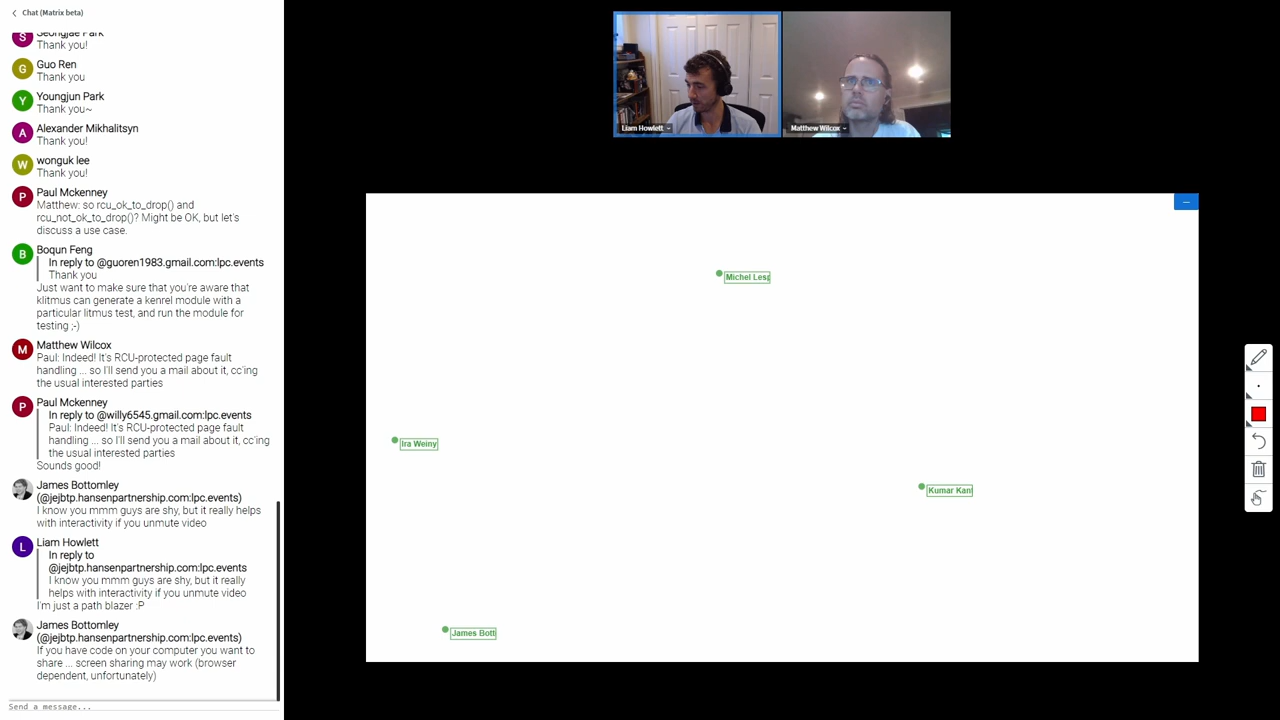 Chat (Matrix beta)
Seongjae Park
Thank you!
Guo Ren
Thank you
Youngjun Park
Thank you~
Alexander Mikhalitsyn
Thank you!
wonguk lee
Thank you!
Paul Mckenney
Matthew: so rcu_ok_to_drop() and
rcu_not_ok_to_drop()? Might be OK, but let's
discuss a use case.
Boqun Feng
In reply to @guoren1983.gmail.com:lpc.events
Thank you
Just want to make sure that you're aware that
klitmus can generate a kenrel module with a
particular litmus test, and run the module for
testing ;-)
Matthew Wilcox
Paul: Indeed! It's RCU-protected page fault
handling ... so I'll send you a mail about it, cc'ing
the usual interested parties
Paul Mckenney
In reply to @willy6545.gmail.com:lpc.events
Paul: Indeed! It's RCU-protected page fault
handling ... so I'll send you a mail about it, cc'ing
the usual interested parties
Sounds good!
James Bottomley
(@jejbtp.hansenpartnership.com:lpc.events)
I know you mmm guys are shy, but it really helps
with interactivity if you unmute video
Liam Howlett
In reply to
@jejbtp.hansenpartnership.com:lpc.events
I know you mmm guys are shy, but it really
helps with interactivity if you unmute video
I'm just a path blazer :P
James Bottomley
(@jejbtp.hansenpartnership.com:lpc.events)
If you have code on your computer you want to
share ... screen sharing may work (browser
dependent, unfortunately)
Send a message...
Liam Howlett
Matthew Wilcox
Michel Lesp
Ira Weiny
Kumar Kant
James Bott